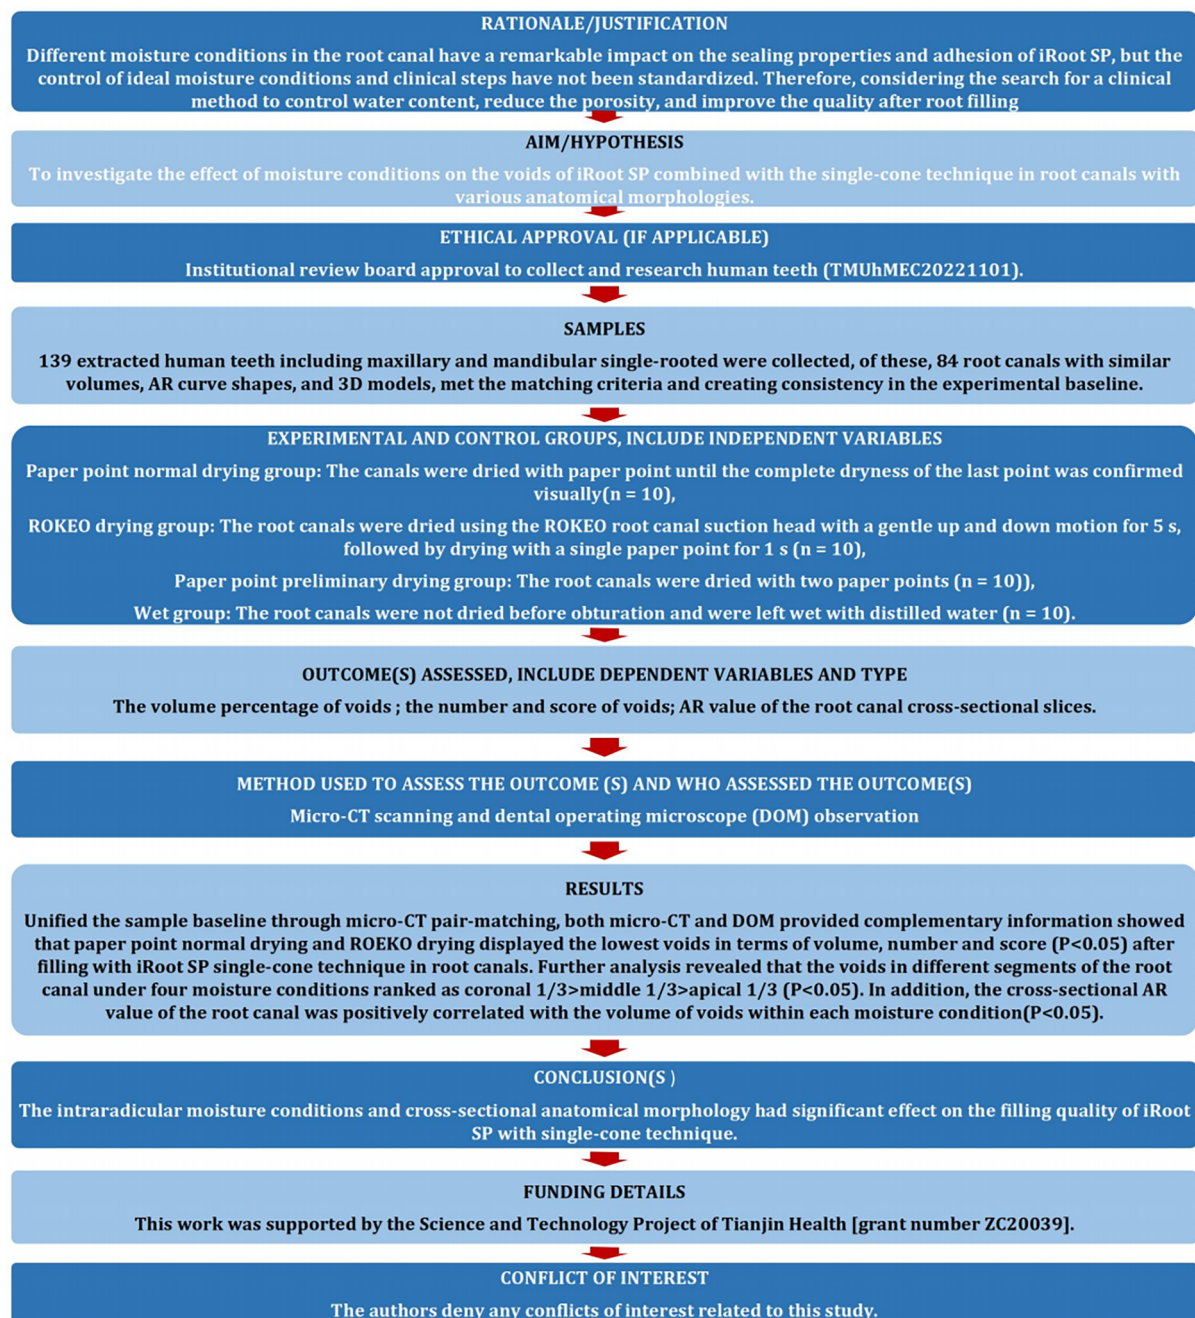 RATIONALE/JUSTIFICATION
Different moisture conditions in the root canal have a remarkable impact on the sealing properties and adhesion of iRoot SP, but the
control of ideal moisture conditions and clinical steps have not been standardized. Therefore, considering the search for a clinical
method to control water content, reduce the porosity, and improve the quality after root filling
AIM/HYPOTHESIS
To investigate the effect of moisture conditions on the voids of iRoot SP combined with the single-cone technique in root canals with
various anatomical morphologies.
ETHICAL APPROVAL (IF APPLICABLE)
Institutional review board approval to collect and research human teeth (TMUhMEC20221101).
SAMPLES
139 extracted human teeth including maxillary and mandibular single-rooted were collected, of these, 84 root canals with similar
volumes, AR curve shapes, and 3D models, met the matching criteria and creating consistency in the experimental baseline.
EXPERIMENTAL AND CONTROL GROUPS, INCLUDE INDEPENDENT VARIABLES
Paper point normal drying group: The canals were dried with paper point until the complete dryness of the last point was confirmed
visually(n = 10),
ROKEO drying group: The root canals were dried using the ROKEO root canal suction head with a gentle up and down motion for 5 s,
followed by drying with a single paper point for 1 s (n = 10),
Paper point preliminary drying group: The root canals were dried with two paper points (n = 10)),
Wet group: The root canals were not dried before obturation and were left wet with distilled water (n = 10).
OUTCOME(S) ASSESSED, INCLUDE DEPENDENT VARIABLES AND TYPE
The volume percentage of voids ; the number and score of voids; AR value of the root canal cross-sectional slices.
METHOD USED TO ASSESS THE OUTCOME (S) AND WHO ASSESSED THE OUTCOME(S)
Micro-CT scanning and dental operating microscope (DOM) observation
RESULTS
Unified the sample baseline through micro-CT pair-matching, both micro-CT and DOM provided complementary information showed
that paper point normal drying and ROEKO drying displayed the lowest voids in terms of volume, number and score (P<0.05) after
filling with iRoot SP single-cone technique in root canals. Further analysis revealed that the voids in different segments of the root
canal under four moisture conditions ranked as coronal 1/3>middle 1/3>apical 1/3 (P<0.05). In addition, the cross-sectional AR
value of the root canal was positively correlated with the volume of voids within each moisture condition(P<0.05).
CONCLUSION(S )
The intraradicular moisture conditions and cross-sectional anatomical morphology had significant effect on the filling quality of iRoot
SP with single-cone technique.
FUNDING DETAILS
This work was supported by the Science and Technology Project of Tianjin Health [grant number ZC20039].
CONFLICT OF INTEREST
The authors deny any conflicts of interest related to this study.